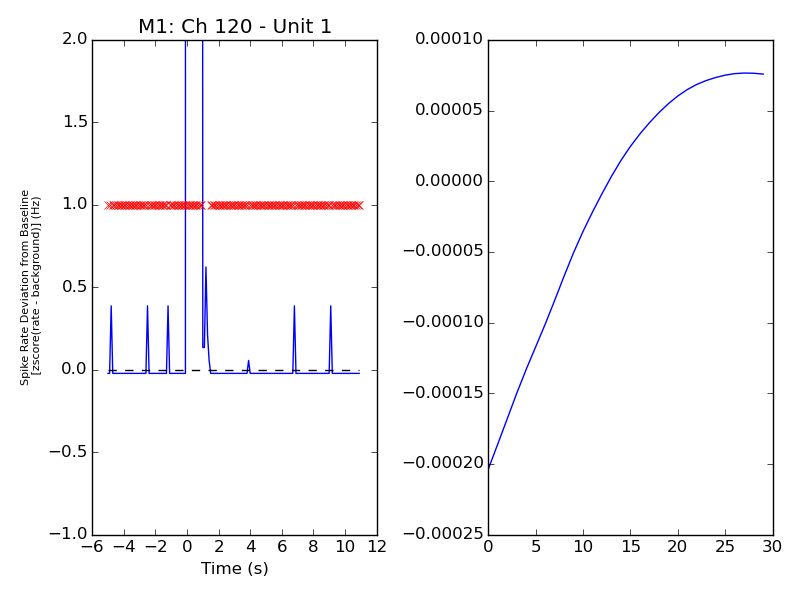 M1: Ch 120 - Unit 1
2.0
1.5
1.0
0.5
0.0
−0.5
−1.0
−6 −4 −2 0 2 4 6 8 10 12
Time (s)
Spike Rate Deviation from Baseline
[zscore(rate - background)] (Hz)
0.00010
0.00005
0.00000
−0.00005
−0.00010
−0.00015
−0.00020
−0.00025
0 5 10 15 20 25 30